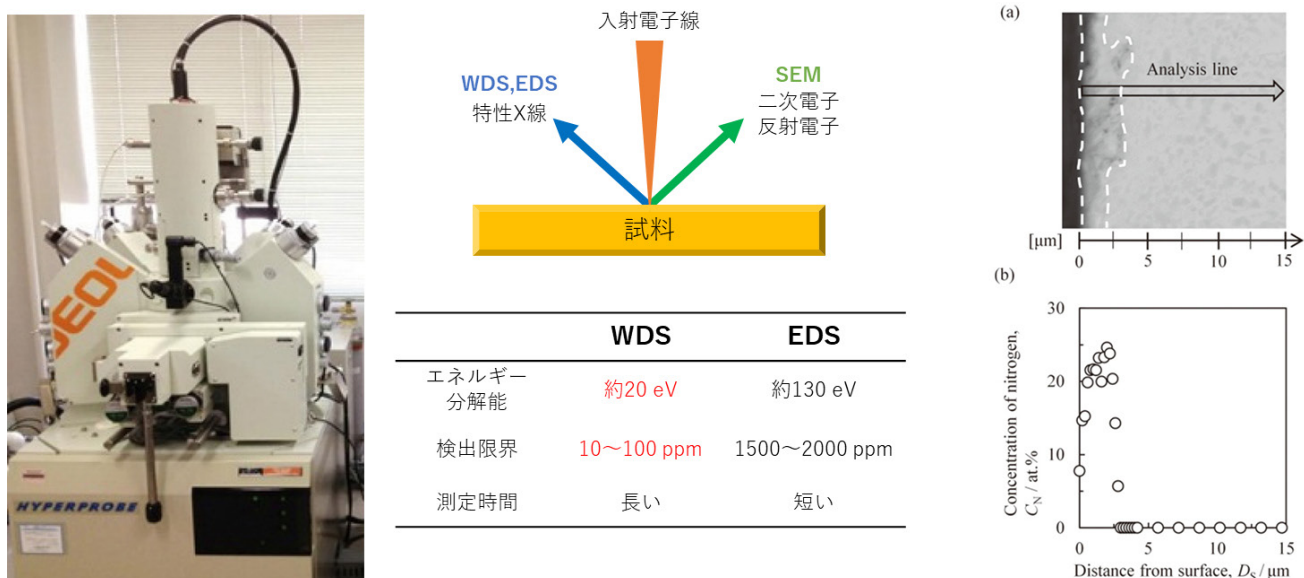 JEOL
HYPERPROBE
入射電子線
WDS,EDS
特性X線
SEM
二次電子
反射電子
試料
WDS EDS
エネルギー
分解能
約20 eV 約130 eV
検出限界 10～100 ppm 1500～2000 ppm
測定時間 長い 短い
(a)
Analysis line
[μm]
0 5 10 15
(b)
Concentration of nitrogen,
C_N / at.%
30
20
10
0
0 5 10 15
Distance from surface, D_S / μm